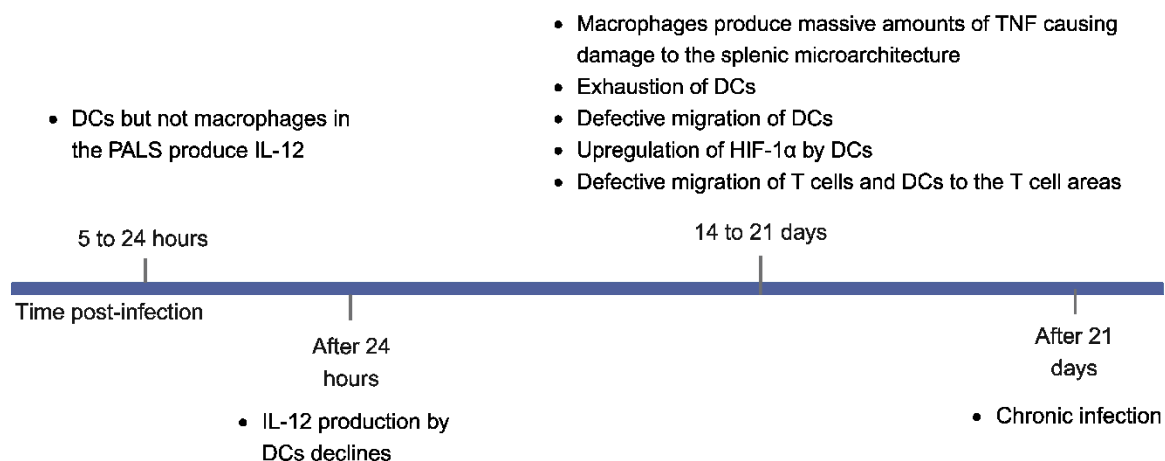 • DCs but not macrophages in
the PALS produce IL-12
5 to 24 hours
Time post-infection
After 24
hours
• IL-12 production by
DCs declines
• Macrophages produce massive amounts of TNF causing
damage to the splenic microarchitecture
• Exhaustion of DCs
• Defective migration of DCs
• Upregulation of HIF-1α by DCs
• Defective migration of T cells and DCs to the T cell areas
14 to 21 days
After 21
days
• Chronic infection